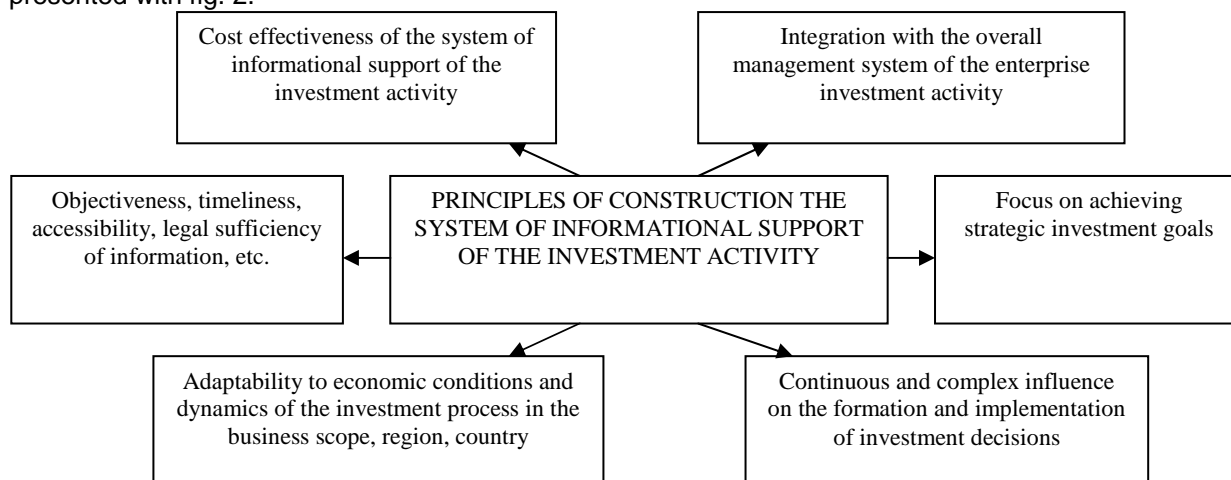 presented with fig. 2.
Cost effectiveness of the system of
informational support of the
investment activity
Integration with the overall
management system of the enterprise
investment activity
Objectiveness, timeliness,
accessibility, legal sufficiency
of information, etc.
PRINCIPLES OF CONSTRUCTION THE
SYSTEM OF INFORMATIONAL SUPPORT
OF THE INVESTMENT ACTIVITY
Focus on achieving
strategic investment goals
Adaptability to economic conditions and
dynamics of the investment process in the
business scope, region, country
Continuous and complex influence
on the formation and implementation
of investment decisions